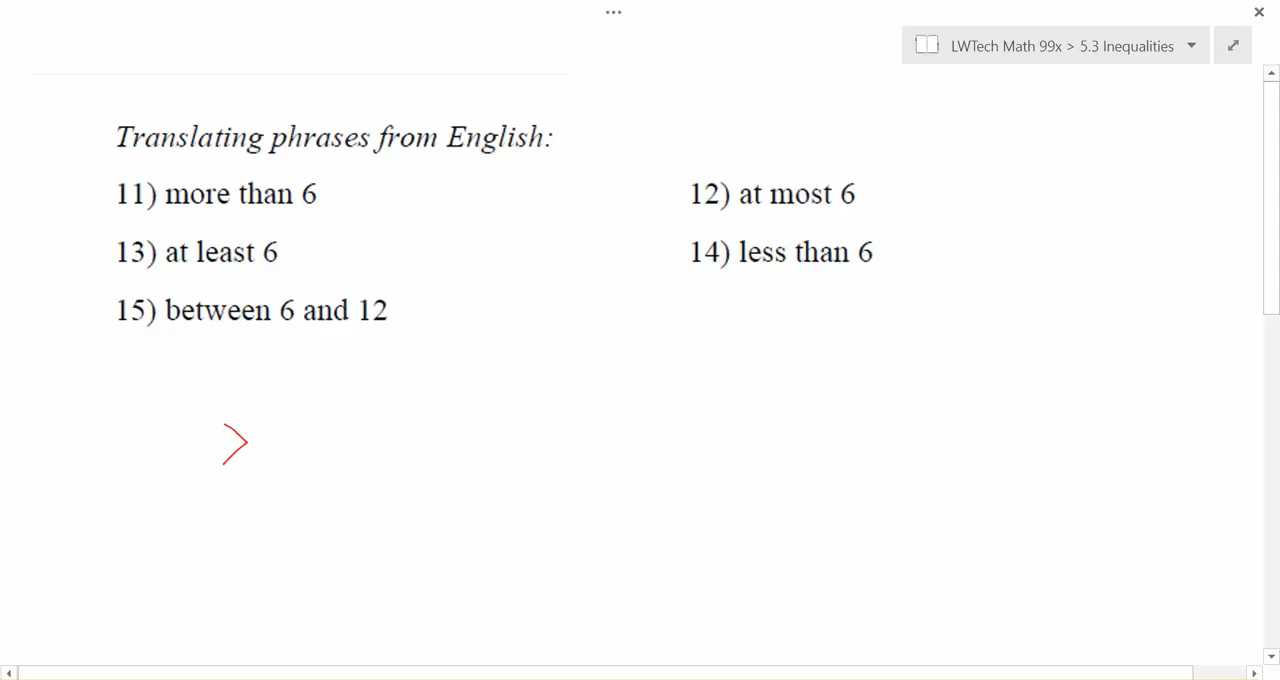 ...
LWTech Math 99x > 5.3 Inequalities
Translating phrases from English:
11) more than 6
12) at most 6
13) at least 6
14) less than 6
15) between 6 and 12
>